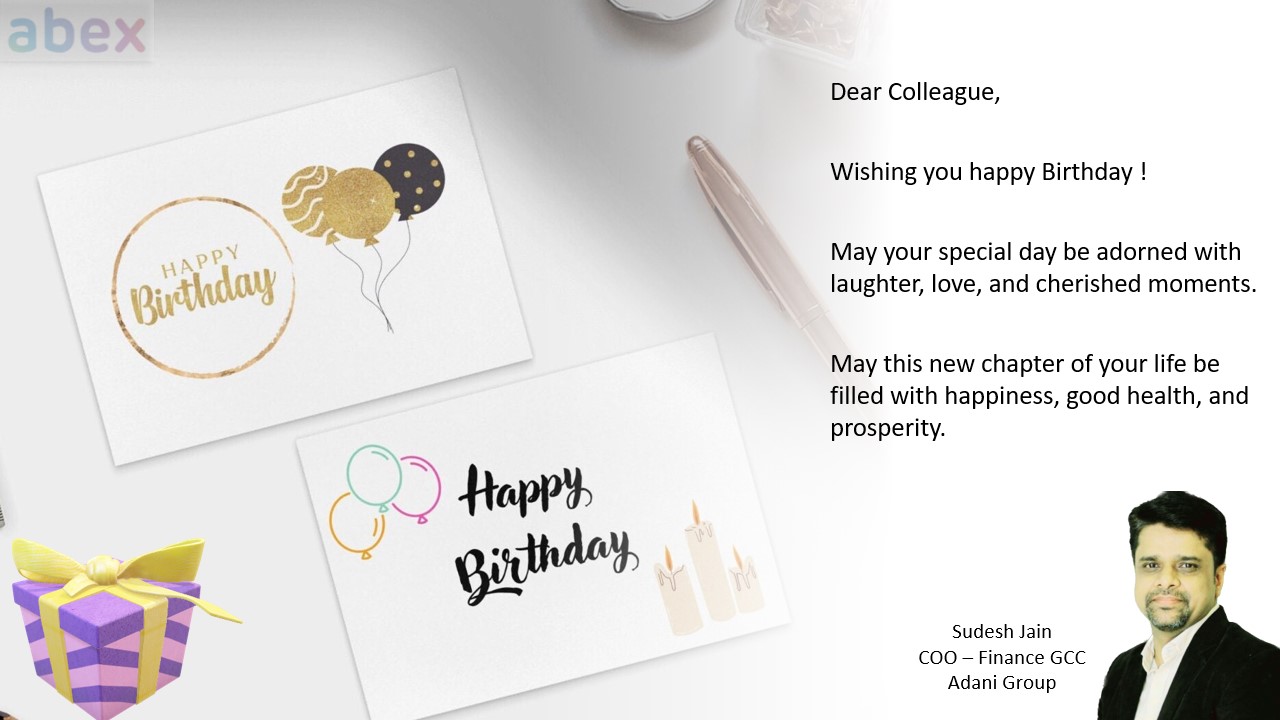 abex
HAPPY
Birthday
Happy
Birthday
Dear Colleague,
Wishing you happy Birthday !
May your special day be adorned with
laughter, love, and cherished moments.
May this new chapter of your life be
filled with happiness, good health, and
prosperity.
Sudesh Jain
COO – Finance GCC
Adani Group